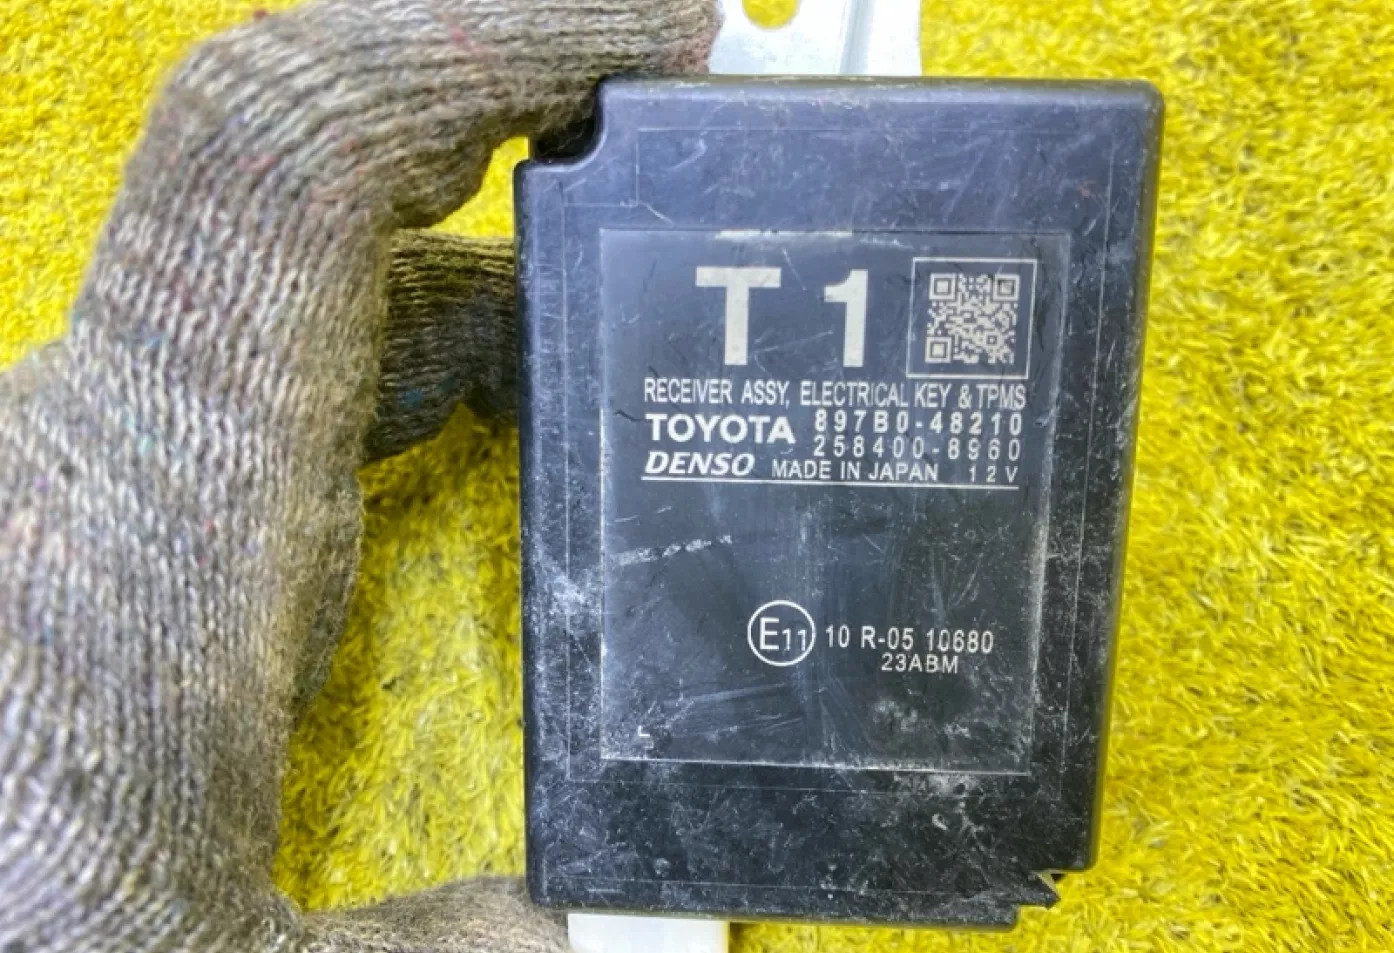 T1
RECEIVER ASSY, ELECTRICAL KEY & TPMS
TOYOTA 897B0-48210
258400-8960
DENSO MADE IN JAPAN 12V
E11 10 R-05 10680
23ABM
L